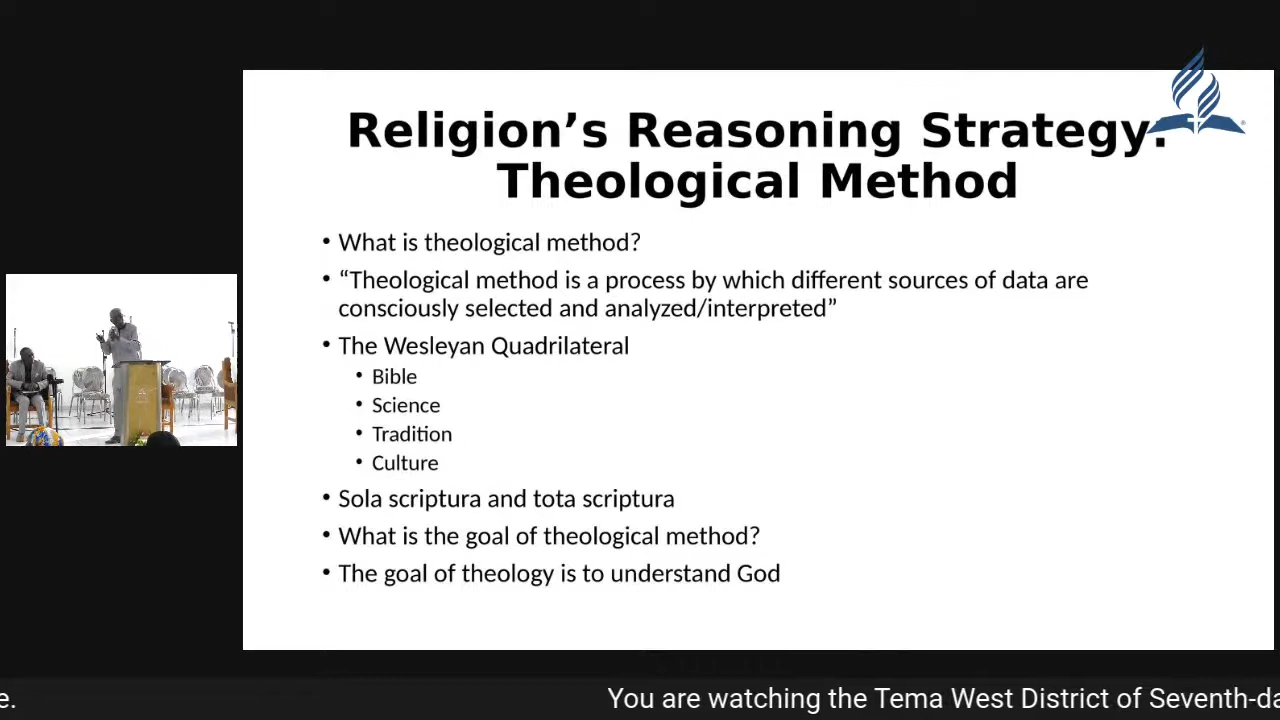 Religion’s Reasoning Strategy:
Theological Method
• What is theological method?
• “Theological method is a process by which different sources of data are
consciously selected and analyzed/interpreted”
• The Wesleyan Quadrilateral
• Bible
• Science
• Tradition
• Culture
• Sola scriptura and tota scriptura
• What is the goal of theological method?
• The goal of theology is to understand God
e. You are watching the Tema West District of Seventh-da